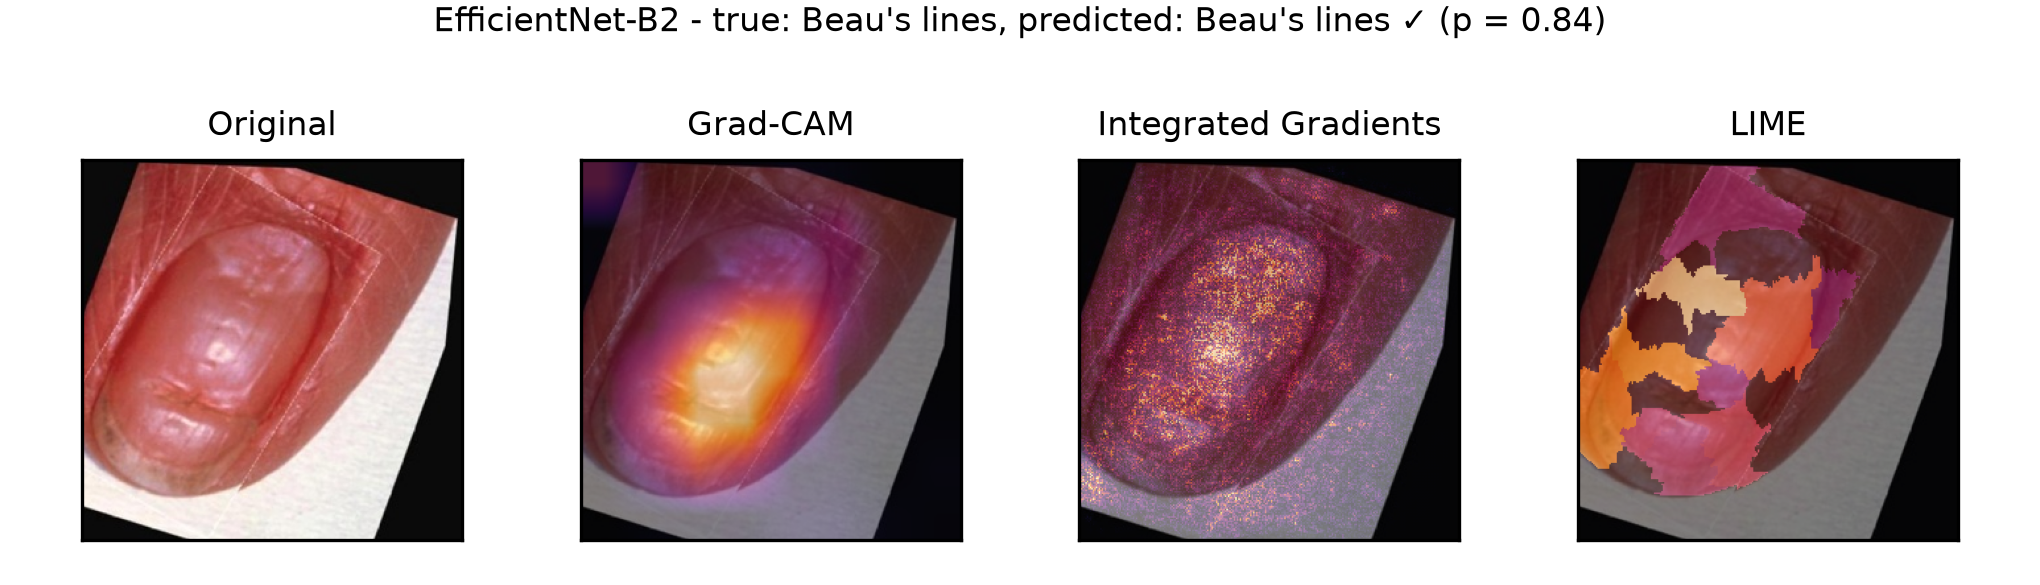 EfficientNet-B2 - true: Beau's lines, predicted: Beau's lines ✓ (p = 0.84)
Original
Grad-CAM
Integrated Gradients
LIME